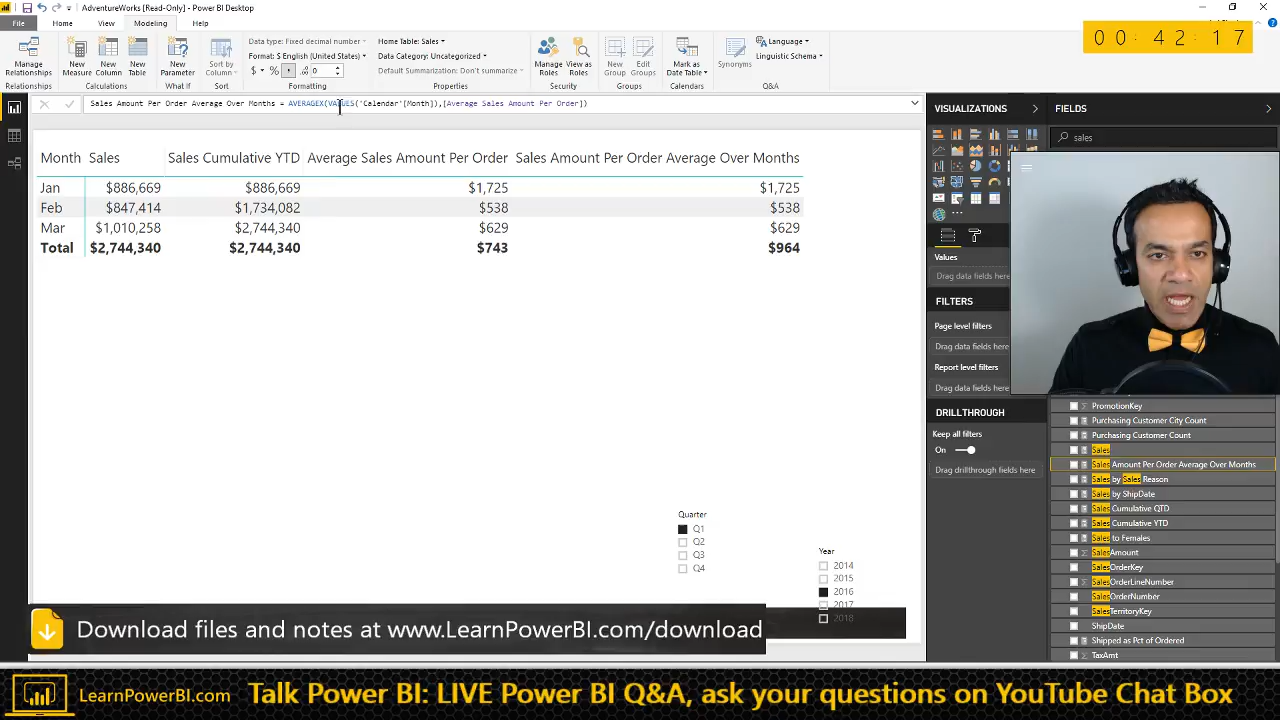 AdventureWorks [Read-Only] - Power BI Desktop
File Home View Modeling Help
00:42:17
Manage Relationships
New Measure
New Column
New Table
New Parameter
Sort by Column
Data type: Fixed decimal number
Format: $ English (United States)
$ % , .00 0
Home Table: Sales
Data Category: Uncategorized
Default Summarization: Don't summarize
Manage Roles
View as Roles
New Groups
Edit Groups
Mark as Date Table
Synonyms
Language
Linguistic Schema
Relationships Calculations What If Sort Formatting Properties Security Groups Calendars Q&A
Sales Amount Per Order Average Over Months = AVERAGEX(VALUES('Calendar'[Month]),[Average Sales Amount Per Order])
Month Sales Sales Cumulative YTD Average Sales Amount Per Order Sales Amount Per Order Average Over Months
Jan $886,669 $886,669 $1,725 $1,725
Feb $847,414 $1,734,082 $538 $538
Mar $1,010,258 $2,744,340 $629 $629
Total $2,744,340 $2,744,340 $743 $964
Quarter
Q1
Q2
Q3
Q4
Year
2014
2015
2016
2017
2018
VISUALIZATIONS
Values
Drag data fields here
FILTERS
Page level filters
Drag data fields here
Report level filters
Drag data fields here
DRILLTHROUGH
Keep all filters
On
Drag drillthrough fields here
FIELDS
sales
PromotionKey
Purchasing Customer City Count
Purchasing Customer Count
Sales
Sales Amount Per Order Average Over Months
Sales by Sales Reason
Sales by ShipDate
Sales Cumulative QTD
Sales Cumulative YTD
Sales to Females
SalesAmount
SalesOrderKey
SalesOrderLineNumber
SalesOrderNumber
SalesTerritoryKey
ShipDate
Shipped as Pct of Ordered
TaxAmt
Download files and notes at www.LearnPowerBI.com/download
LearnPowerBI.com
Talk Power BI: LIVE Power BI Q&A, ask your questions on YouTube Chat Box